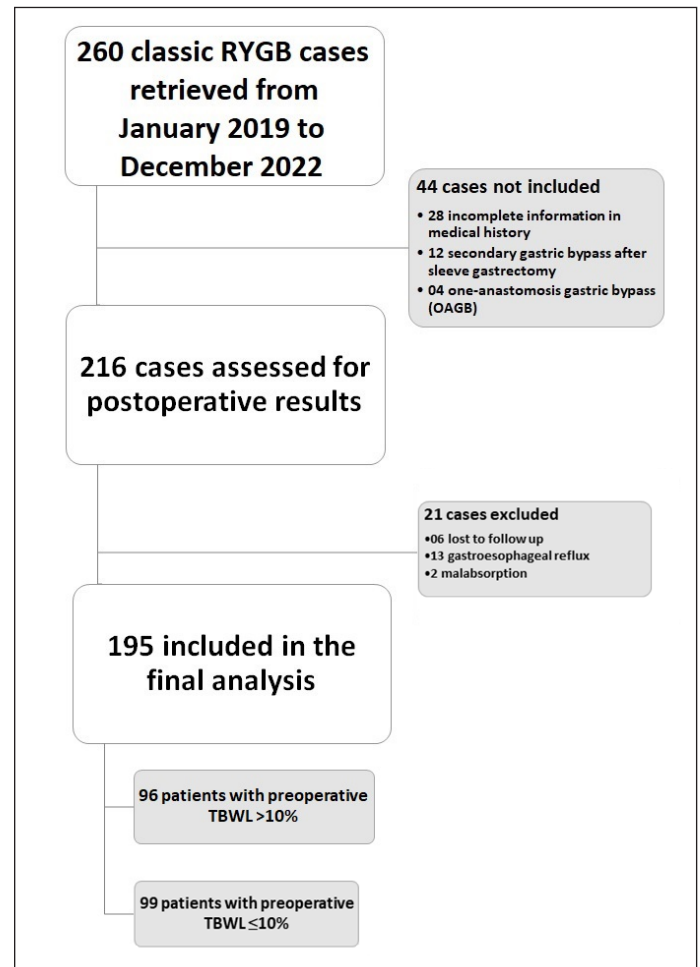 260 classic RYGB cases
retrieved from
January 2019 to
December 2022
44 cases not included
• 28 incomplete information in
medical history
• 12 secondary gastric bypass after
sleeve gastrectomy
• 04 one-anastomosis gastric bypass
(OAGB)
216 cases assessed for
postoperative results
21 cases excluded
•06 lost to follow up
•13 gastroesophageal reflux
•2 malabsorption
195 included in the
final analysis
96 patients with preoperative
TBWL >10%
99 patients with preoperative
TBWL ≤10%